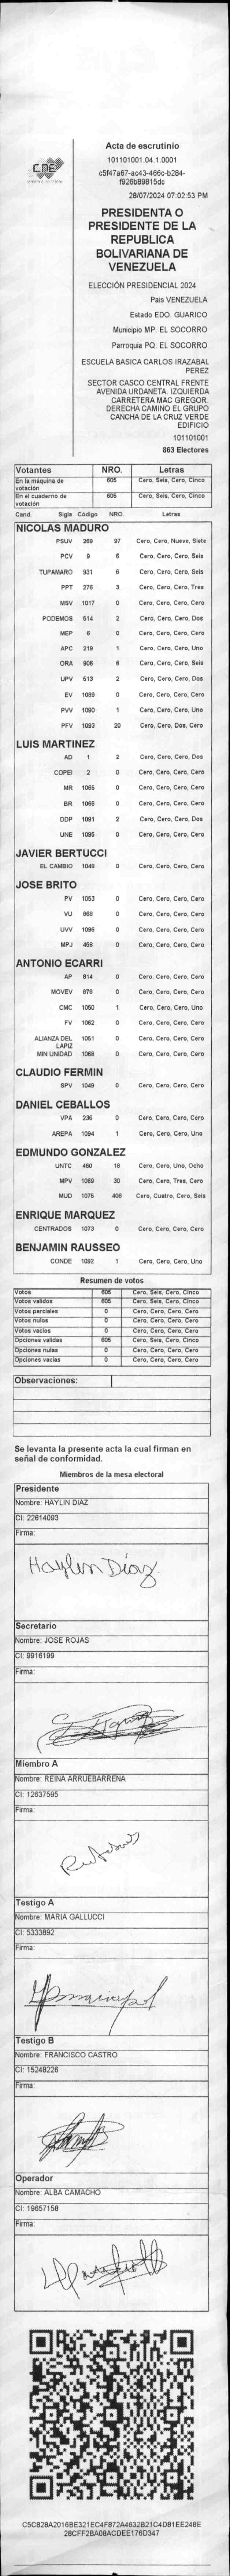 CNE
Acta de escrutinio
101101001.04.1.0001
c5f47a67-ac43-466c-b284-
f926b89815dc
28/07/2024 07:02:53 PM
PRESIDENTA O
PRESIDENTE DE LA
REPUBLICA
BOLIVARIANA DE
VENEZUELA
ELECCIÓN PRESIDENCIAL 2024
País VENEZUELA
Estado EDO. GUARICO
Municipio MP. EL SOCORRO
Parroquia PQ. EL SOCORRO
ESCUELA BASICA CARLOS IRAZABAL
PEREZ
SECTOR CASCO CENTRAL FRENTE
AVENIDA URDANETA. IZQUIERDA
CARRETERA MAC GREGOR.
DERECHA CAMINO EL GRUPO
CANCHA DE LA CRUZ VERDE
EDIFICIO
101101001
863 Electores
Votantes NRO. Letras
En la máquina de votación 605 Cero, Seis, Cero, Cinco
En el cuaderno de votación 605 Cero, Seis, Cero, Cinco
Cand. Sigla Código NRO. Letras
NICOLAS MADURO
PSUV 269 97 Cero, Cero, Nueve, Siete
PCV 9 6 Cero, Cero, Cero, Seis
TUPAMARO 931 6 Cero, Cero, Cero, Seis
PPT 276 3 Cero, Cero, Cero, Tres
MSV 1017 0 Cero, Cero, Cero, Cero
PODEMOS 514 2 Cero, Cero, Cero, Dos
MEP 6 0 Cero, Cero, Cero, Cero
APC 219 1 Cero, Cero, Cero, Uno
ORA 906 6 Cero, Cero, Cero, Seis
UPV 513 2 Cero, Cero, Cero, Dos
EV 1089 0 Cero, Cero, Cero, Cero
PVV 1090 1 Cero, Cero, Cero, Uno
PFV 1093 20 Cero, Cero, Dos, Cero
LUIS MARTINEZ
AD 1 2 Cero, Cero, Cero, Dos
COPEI 2 0 Cero, Cero, Cero, Cero
MR 1065 0 Cero, Cero, Cero, Cero
BR 1066 0 Cero, Cero, Cero, Cero
DDP 1091 2 Cero, Cero, Cero, Dos
UNE 1095 0 Cero, Cero, Cero, Cero
JAVIER BERTUCCI
EL CAMBIO 1048 0 Cero, Cero, Cero, Cero
JOSE BRITO
PV 1053 0 Cero, Cero, Cero, Cero
VU 868 0 Cero, Cero, Cero, Cero
UVV 1096 0 Cero, Cero, Cero, Cero
MPJ 458 0 Cero, Cero, Cero, Cero
ANTONIO ECARRI
AP 814 0 Cero, Cero, Cero, Cero
MOVEV 878 0 Cero, Cero, Cero, Cero
CMC 1050 1 Cero, Cero, Cero, Uno
FV 1062 0 Cero, Cero, Cero, Cero
ALIANZA DEL LAPIZ 1051 0 Cero, Cero, Cero, Cero
MIN UNIDAD 1068 0 Cero, Cero, Cero, Cero
CLAUDIO FERMIN
SPV 1049 0 Cero, Cero, Cero, Cero
DANIEL CEBALLOS
VPA 236 0 Cero, Cero, Cero, Cero
AREPA 1094 1 Cero, Cero, Cero, Uno
EDMUNDO GONZALEZ
UNTC 460 18 Cero, Cero, Uno, Ocho
MPV 1069 30 Cero, Cero, Tres, Cero
MUD 1075 406 Cero, Cuatro, Cero, Seis
ENRIQUE MARQUEZ
CENTRADOS 1073 0 Cero, Cero, Cero, Cero
BENJAMIN RAUSSEO
CONDE 1092 1 Cero, Cero, Cero, Uno
Resumen de votos
Votos 605 Cero, Seis, Cero, Cinco
Votos validos 605 Cero, Seis, Cero, Cinco
Votos parciales 0 Cero, Cero, Cero, Cero
Votos nulos 0 Cero, Cero, Cero, Cero
Votos vacíos 0 Cero, Cero, Cero, Cero
Opciones validas 605 Cero, Seis, Cero, Cinco
Opciones nulas 0 Cero, Cero, Cero, Cero
Opciones vacías 0 Cero, Cero, Cero, Cero
Observaciones:
Se levanta la presente acta la cual firman en
señal de conformidad.
Miembros de la mesa electoral
Presidente
Nombre: HAYLIN DIAZ
CI: 22614093
Firma:
Haylin Díaz
Secretario
Nombre: JOSE ROJAS
CI: 9916199
Firma:
Miembro A
Nombre: REINA ARRUEBARRENA
CI: 12637595
Firma:
Testigo A
Nombre: MARIA GALLUCCI
CI: 5333892
Firma:
Testigo B
Nombre: FRANCISCO CASTRO
CI: 15248226
Firma:
Operador
Nombre: ALBA CAMACHO
CI: 19657158
Firma:
C5C828A2016BE321EC4F872A4632B21C4D81EE248E
28CFF2BA08ACDEE176D347